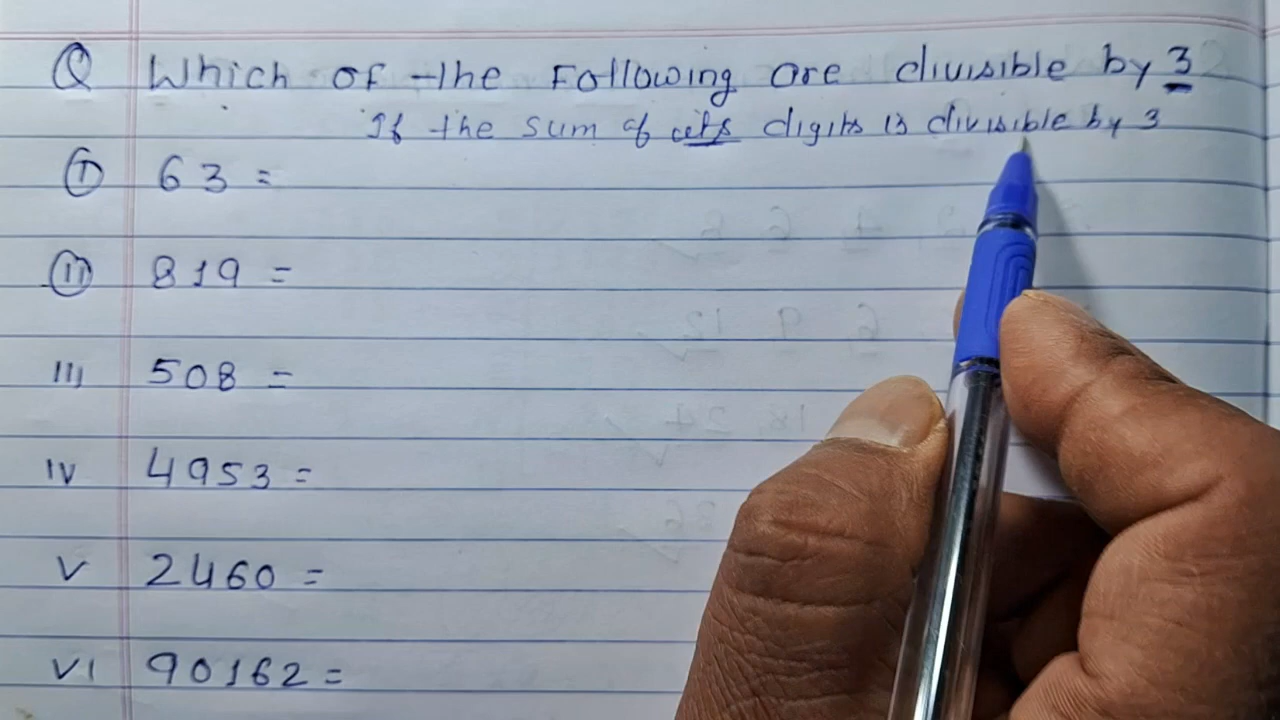 Q Which of the Following are divisible by 3
If the sum of its digits is divisible by 3
I 63 =
II 819 =
III 508 =
IV 4953 =
V 2460 =
VI 90162 =